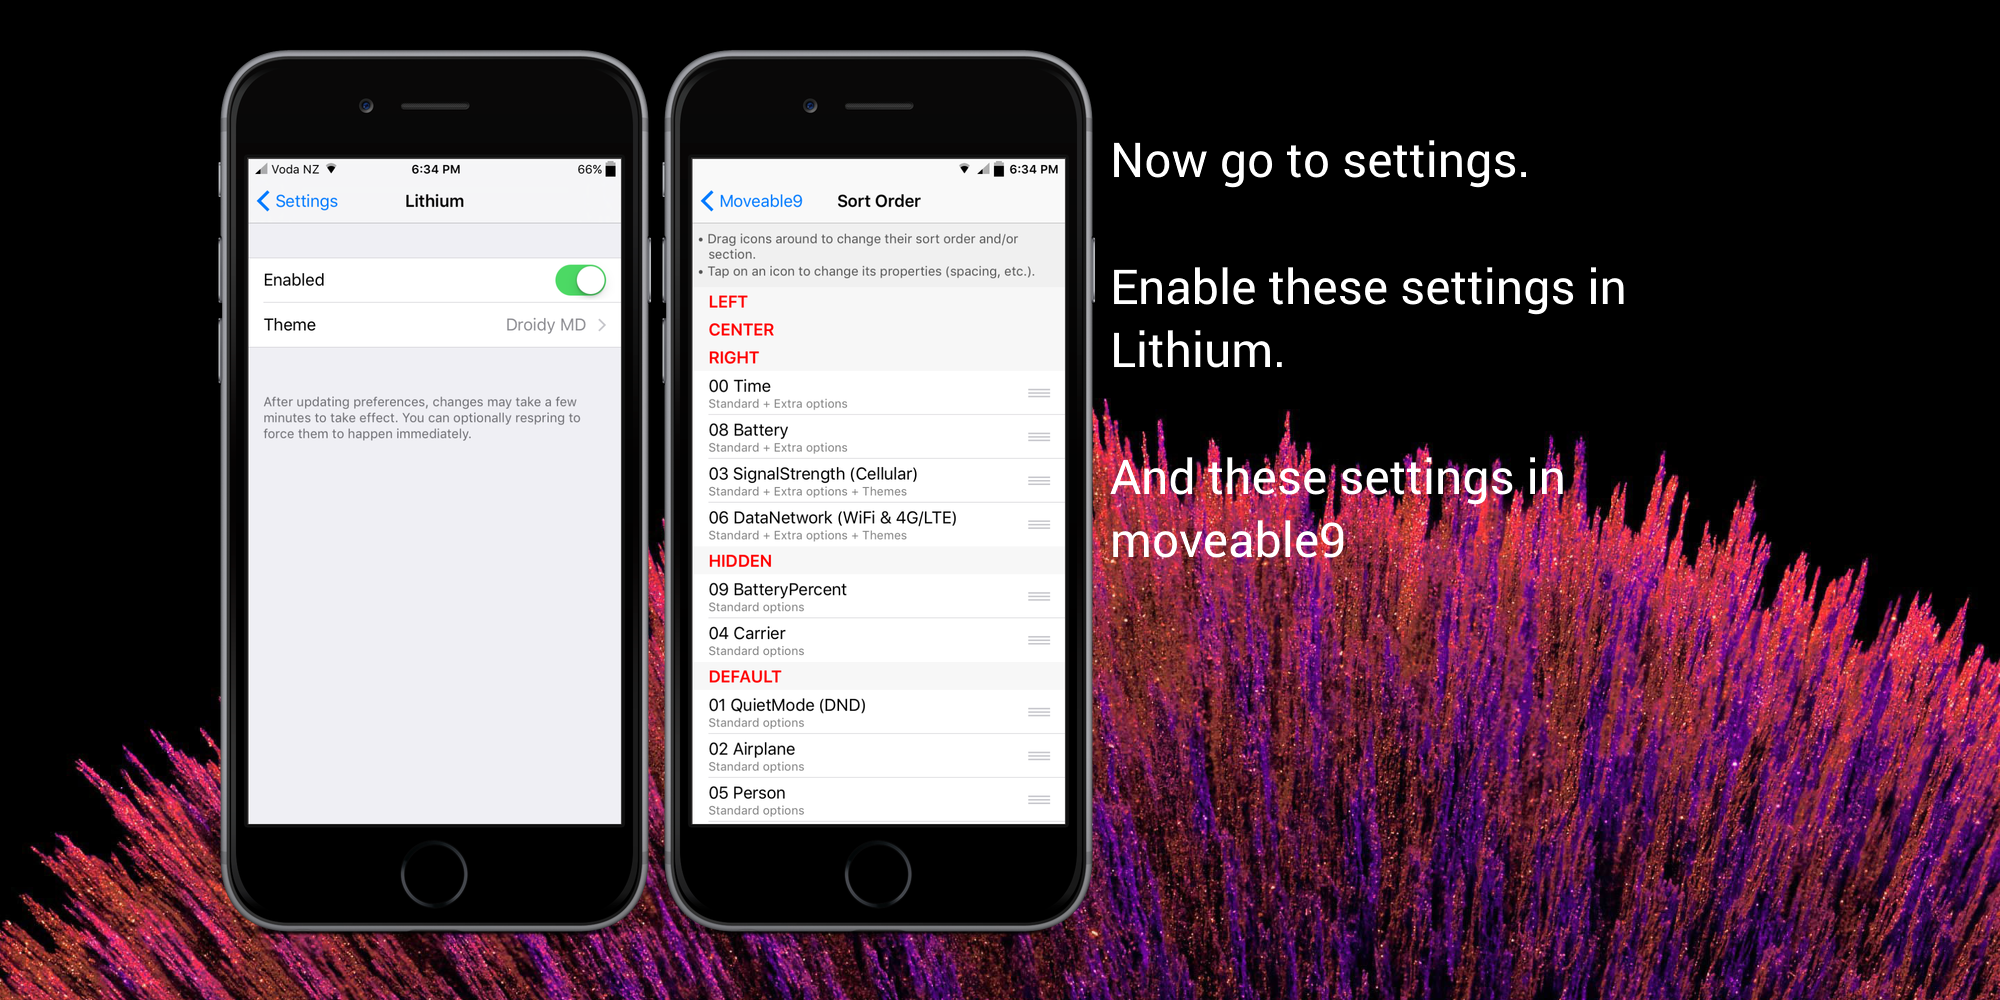 Voda NZ 6:34 PM 66%
Settings Lithium
Enabled
Theme Droidy MD
After updating preferences, changes may take a few
minutes to take effect. You can optionally respring to
force them to happen immediately.
6:34 PM
Moveable9 Sort Order
• Drag icons around to change their sort order and/or
section.
• Tap on an icon to change its properties (spacing, etc.).
LEFT
CENTER
RIGHT
00 Time
Standard + Extra options
08 Battery
Standard + Extra options
03 SignalStrength (Cellular)
Standard + Extra options + Themes
06 DataNetwork (WiFi & 4G/LTE)
Standard + Extra options + Themes
HIDDEN
09 BatteryPercent
Standard options
04 Carrier
Standard options
DEFAULT
01 QuietMode (DND)
Standard options
02 Airplane
Standard options
05 Person
Standard options
Now go to settings.
Enable these settings in
Lithium.
And these settings in
moveable9